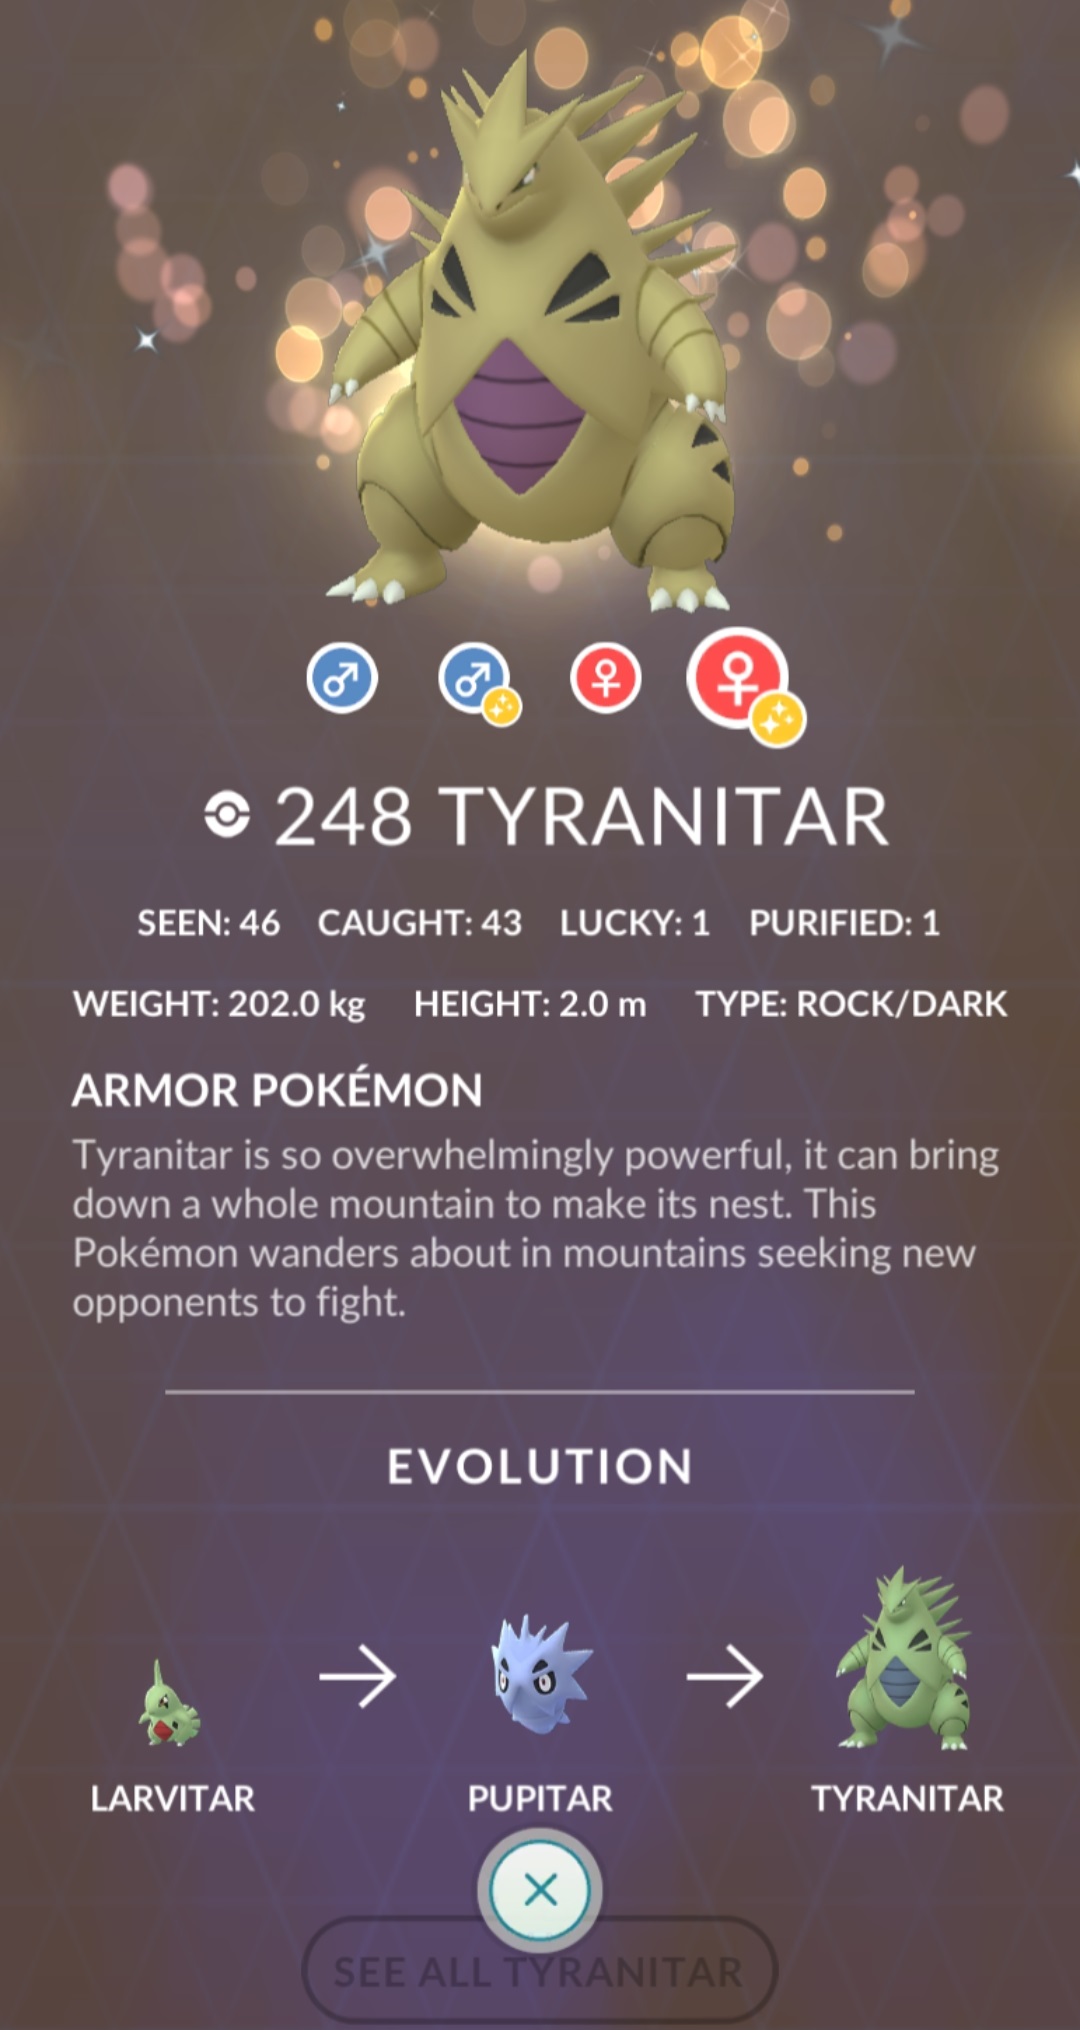 248 TYRANITAR
SEEN: 46 CAUGHT: 43 LUCKY: 1 PURIFIED: 1
WEIGHT: 202.0 kg HEIGHT: 2.0 m TYPE: ROCK/DARK
ARMOR POKÉMON
Tyranitar is so overwhelmingly powerful, it can bring
down a whole mountain to make its nest. This
Pokémon wanders about in mountains seeking new
opponents to fight.
EVOLUTION
LARVITAR PUPITAR TYRANITAR
SEE ALL TYRANITAR